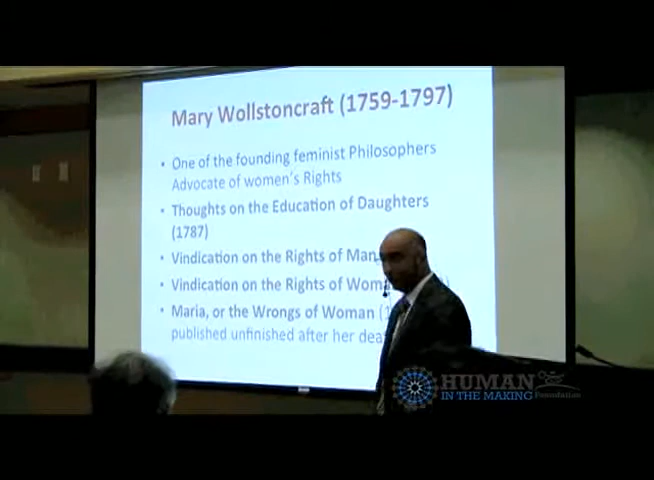 Mary Wollstoncraft (1759-1797)
• One of the founding feminist Philosophers
Advocate of women's Rights
• Thoughts on the Education of Daughters
(1787)
• Vindication on the Rights of Man
• Vindication on the Rights of
• Maria, or the Wrongs of Woman
published unfinished after her
HUMAN
IN THE MAKING Foundation